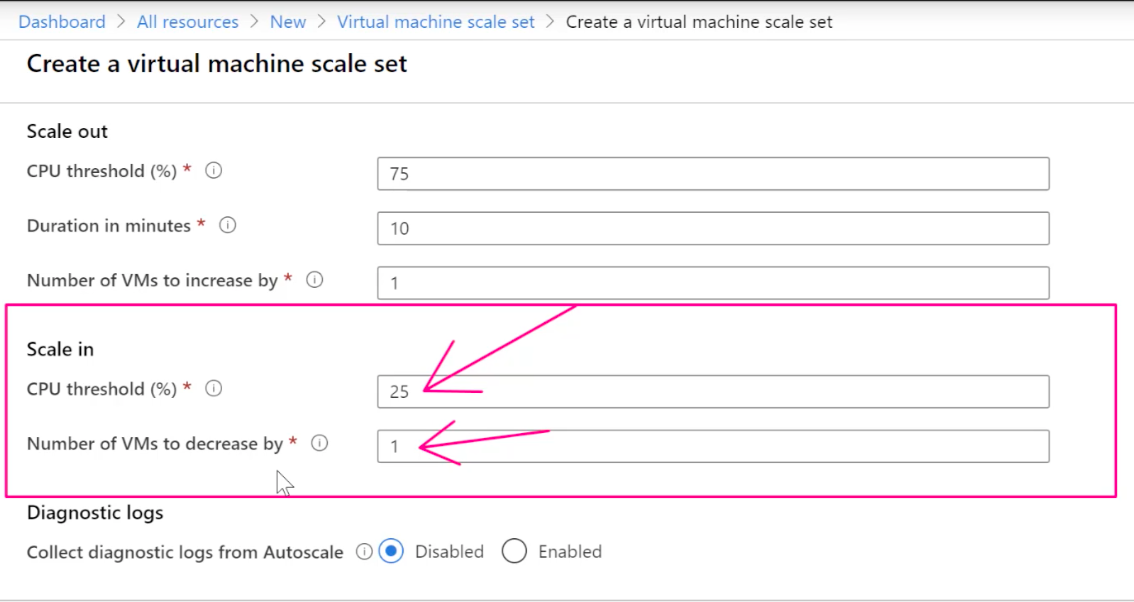 Dashboard > All resources > New > Virtual machine scale set > Create a virtual machine scale set
Create a virtual machine scale set
Scale out
CPU threshold (%) * 75
Duration in minutes * 10
Number of VMs to increase by * 1
Scale in
CPU threshold (%) * 25
Number of VMs to decrease by * 1
Diagnostic logs
Collect diagnostic logs from Autoscale Disabled Enabled